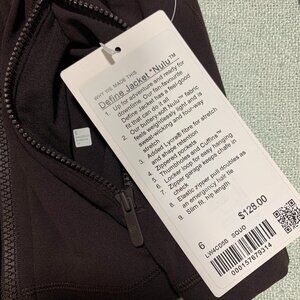 WHY WE MADE THIS
Define Jacket *Nulu™
1. Up for adventure and ready for
downtime: Our fan-favourite
Define Jacket has a feel-good
fit that can do it all
2. Our buttery-soft Nulu™ fabric
feels weightless, is light and
sweat-wicking and four-way
stretch
3. Added Lycra® fibre for stretch
and shape retention
4. Zippered pockets
5. Thumbholes and Cuffins™
6. Locker loop for easy hanging
7. Zipper garage keeps chafe in
check
8. Elastic zipper pull doubles as
an emergency hair tie
9. Slim fit, hip length
6
$128.00